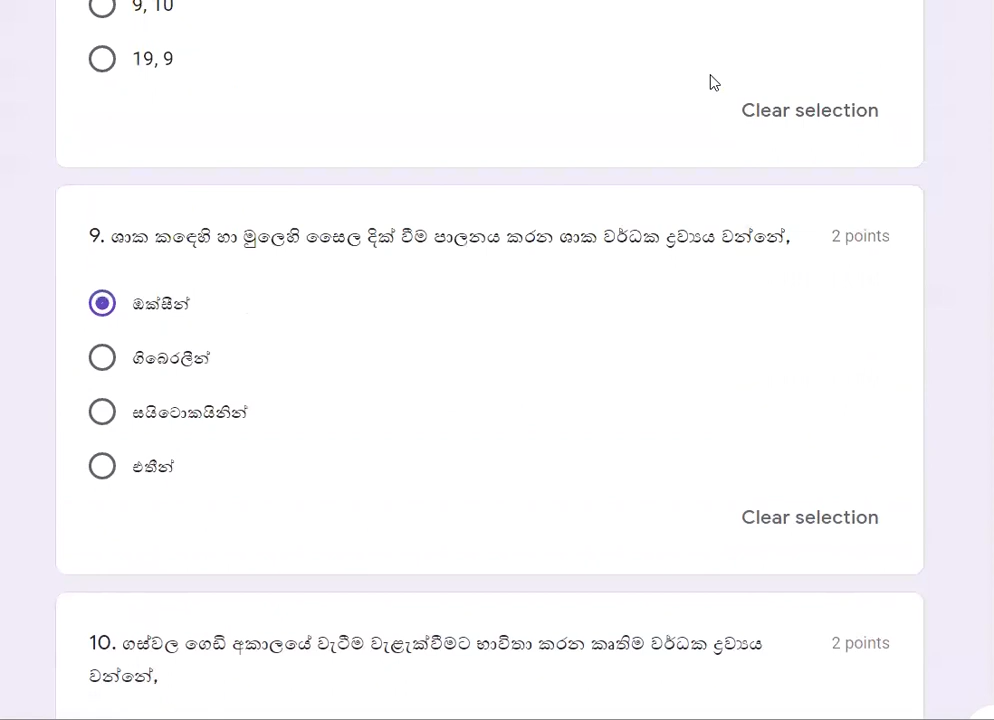 9, 10
19, 9
Clear selection
9. ශාක කඳෙහි හා මුලෙහි සෛල දික් වීම පාලනය කරන ශාක වර්ධක ද්‍රව්‍යය වන්නේ,
2 points
ඔක්සීන්
ගිබෙරලීන්
සයිටොකයිනින්
එතීන්
Clear selection
10. ගස්වල ගෙඩි අකාලයේ වැටීම වැළැක්වීමට භාවිතා කරන කෘතිම වර්ධක ද්‍රව්‍යය
වන්නේ,
2 points